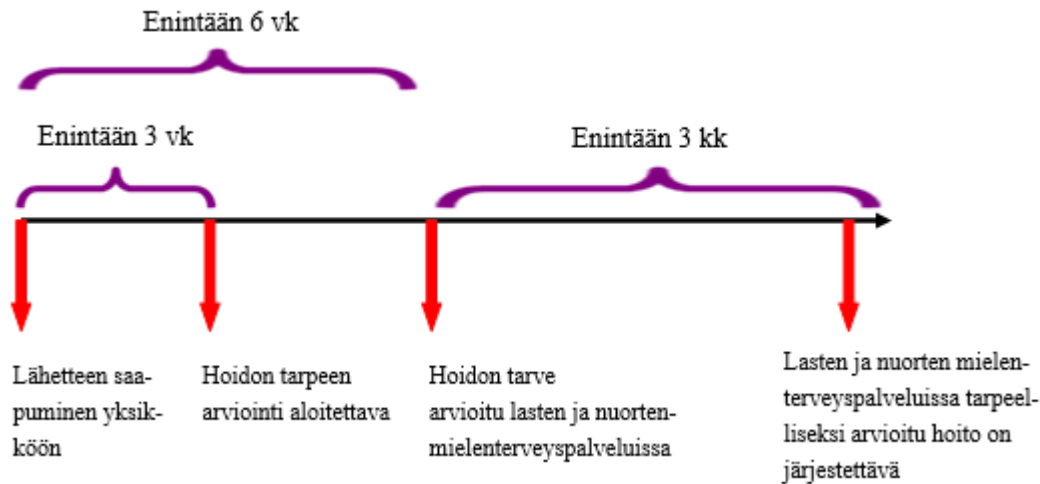 Enintään 6 vk
Enintään 3 vk
Enintään 3 kk
Lähetteen saa-
puminen yksik-
köön
Hoidon tarpeen
arviointi aloitettava
Hoidon tarve
arvioitu lasten ja nuorten-
mielenterveyspalveluissa
Lasten ja nuorten mielen-
terveyspalveluissa tarpeel-
liseksi arvioitu hoito on
järjestettävä